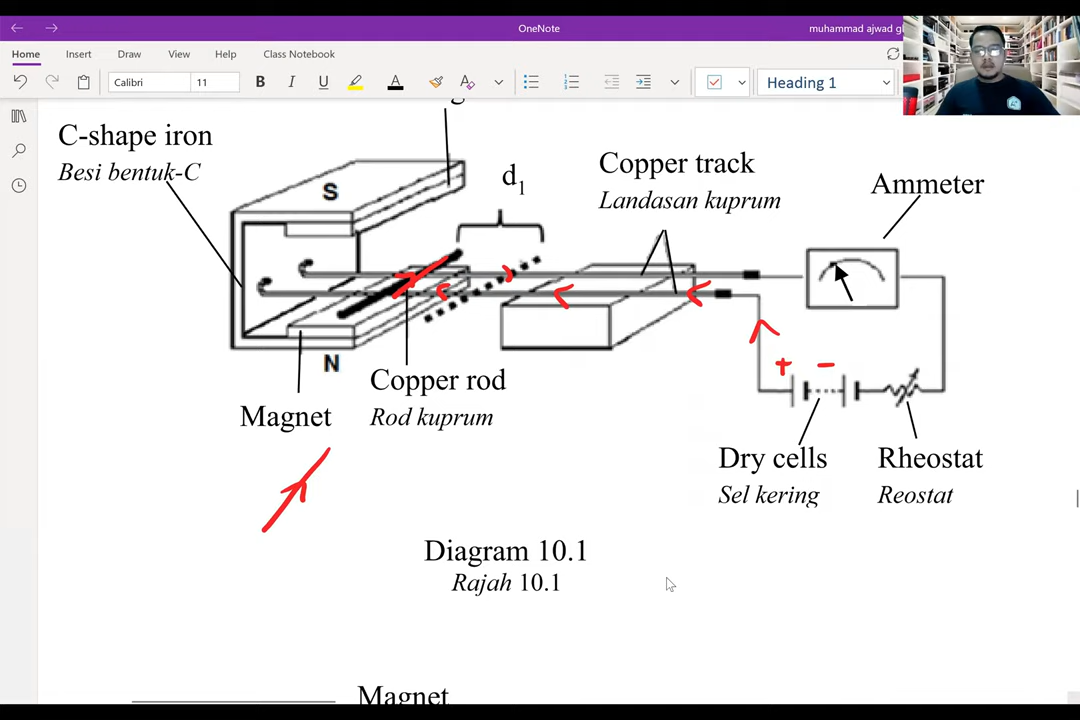 OneNote
muhammad ajwad g
Home Insert Draw View Help Class Notebook
Calibri 11 B I U A A Heading 1
C-shape iron
Besi bentuk-C
S
d1
Copper track
Landasan kuprum
Ammeter
N
Copper rod
Rod kuprum
Magnet
+ −
Dry cells
Sel kering
Rheostat
Reostat
Diagram 10.1
Rajah 10.1
Magnet